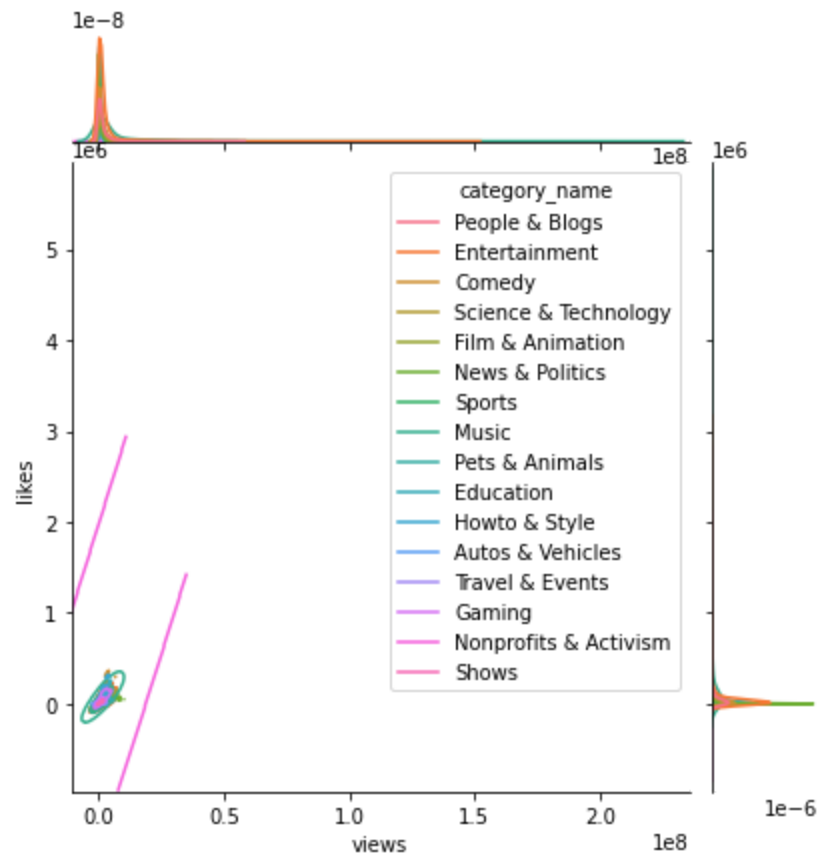 1e−8
1e6
1e8
1e6
category_name
People & Blogs
Entertainment
Comedy
Science & Technology
Film & Animation
News & Politics
Sports
Music
Pets & Animals
Education
Howto & Style
Autos & Vehicles
Travel & Events
Gaming
Nonprofits & Activism
Shows
5
4
3
2
1
0
likes
0.0 0.5 1.0 1.5 2.0
views
1e8
1e−6